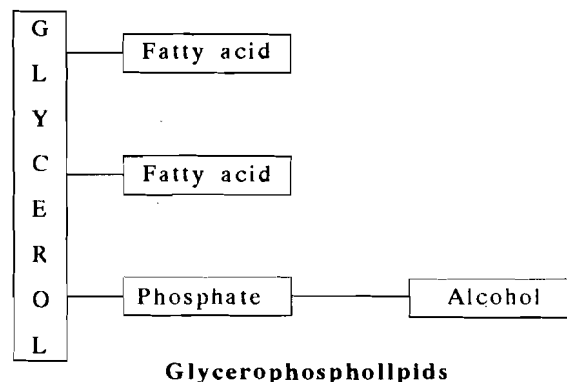 G
L
Y
C
E
R
O
L
Fatty acid
Fatty acid
Phosphate
Alcohol
Glycerophosphollpids